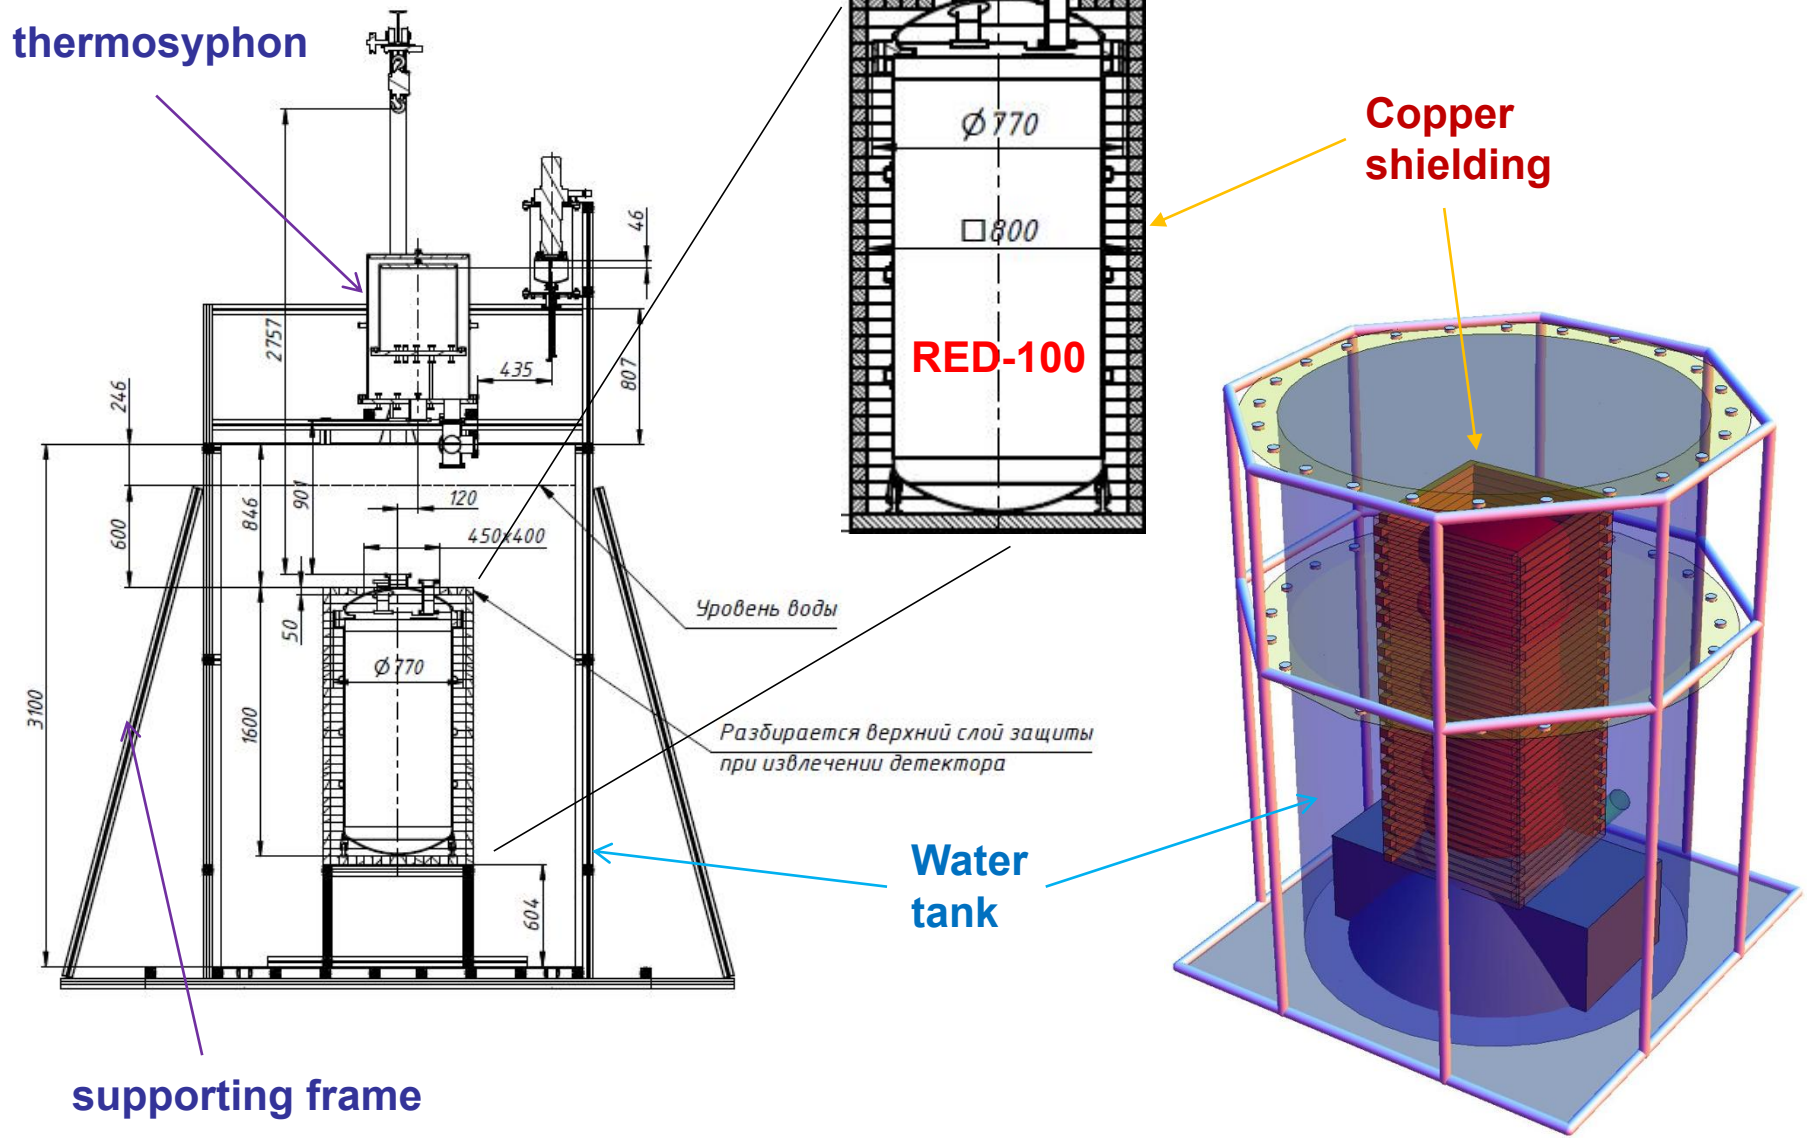 thermosyphon
Copper
shielding
Ø770
□800
RED-100
46
2757
435
807
246
901
846
120
600
450x400
Уровень воды
50
Ø770
3100
1600
Разбирается верхний слой защиты
при извлечении детектора
Water
tank
604
supporting frame